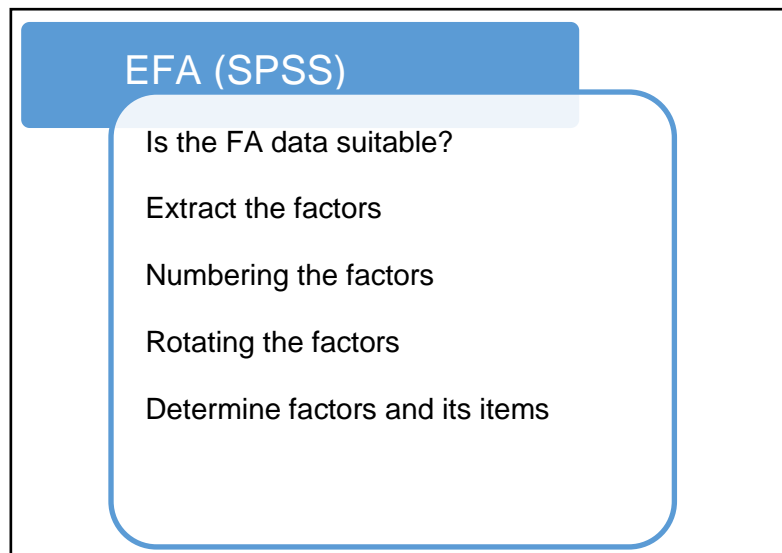 EFA (SPSS)
Is the FA data suitable?
Extract the factors
Numbering the factors
Rotating the factors
Determine factors and its items